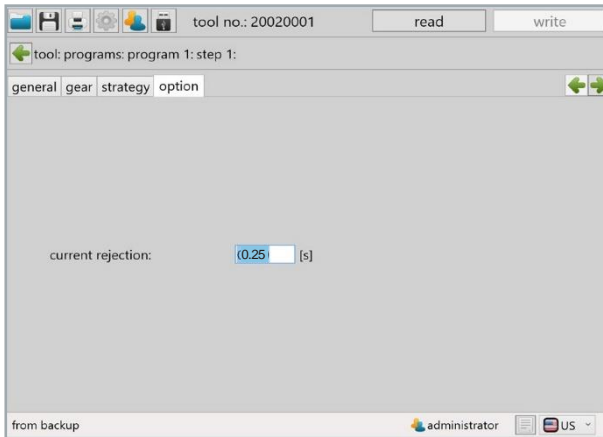 tool no.: 20020001 read write
tool: programs: program 1: step 1:
general gear strategy option
current rejection: (0.25 [s]
from backup administrator US